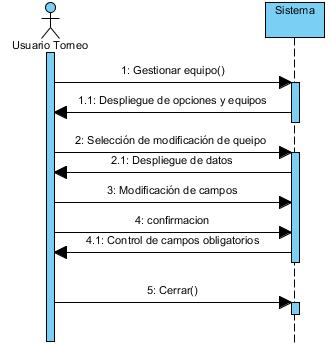 Sistema
Usuario Torneo
1: Gestionar equipo()
1.1: Despliegue de opciones y equipos
2: Selección de modificación de queipo
2.1: Despliegue de datos
3: Modificación de campos
4: confirmacion
4.1: Control de campos obligatorios
5: Cerrar()